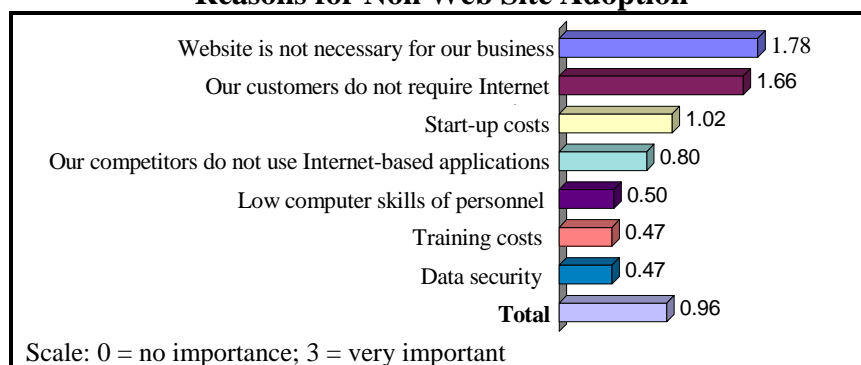 Reasons for Non Web Site Adoption
Website is not necessary for our business 1.78
Our customers do not require Internet 1.66
Start-up costs 1.02
Our competitors do not use Internet-based applications 0.80
Low computer skills of personnel 0.50
Training costs 0.47
Data security 0.47
Total 0.96
Scale: 0 = no importance; 3 = very important